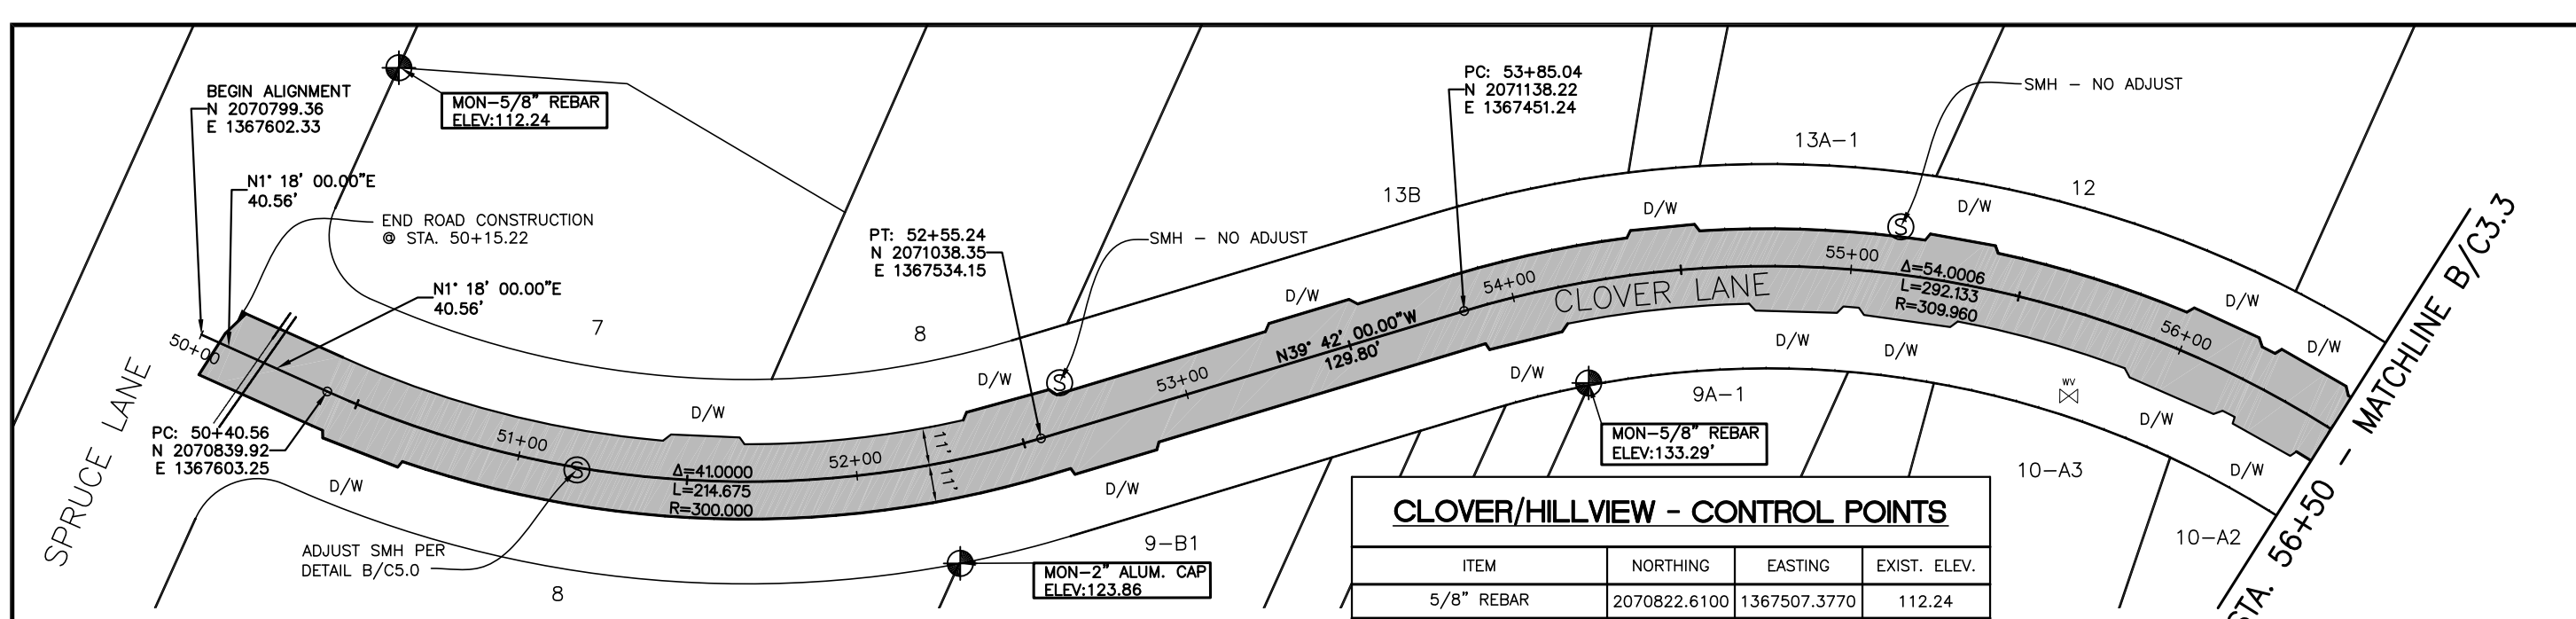 BEGIN ALIGNMENT
N 2070799.36
E 1367602.33
MON-5/8" REBAR
ELEV:112.24
N1° 18' 00.00"E
40.56'
END ROAD CONSTRUCTION
@ STA. 50+15.22
N1° 18' 00.00"E
40.56'
PT: 52+55.24
N 2071038.35
E 1367534.15
SMH - NO ADJUST
PC: 53+85.04
N 2071138.22
E 1367451.24
SMH - NO ADJUST
13A-1
13B
12
D/W
D/W
D/W
D/W
D/W
7
8
D/W
D/W
50+00
SPRUCE LANE
PC: 50+40.56
N 2070839.92
E 1367603.25
51+00
S
Δ=41.0000
L=214.675
R=300.000
52+00
11'
11'
S
53+00
N39° 42' 00.00"W
129.80'
54+00
CLOVER LANE
S
55+00
Δ=54.0006
L=292.133
R=309.960
56+00
D/W
D/W
D/W
D/W
D/W
D/W
D/W
WV
9A-1
MON-5/8" REBAR
ELEV:133.29'
10-A3
10-A2
ADJUST SMH PER
DETAIL B/C5.0
8
9-B1
MON-2" ALUM. CAP
ELEV:123.86
STA. 56+50 - MATCHLINE B/C3.3
CLOVER/HILLVIEW - CONTROL POINTS
ITEM NORTHING EASTING EXIST. ELEV.
5/8" REBAR 2070822.6100 1367507.3770 112.24